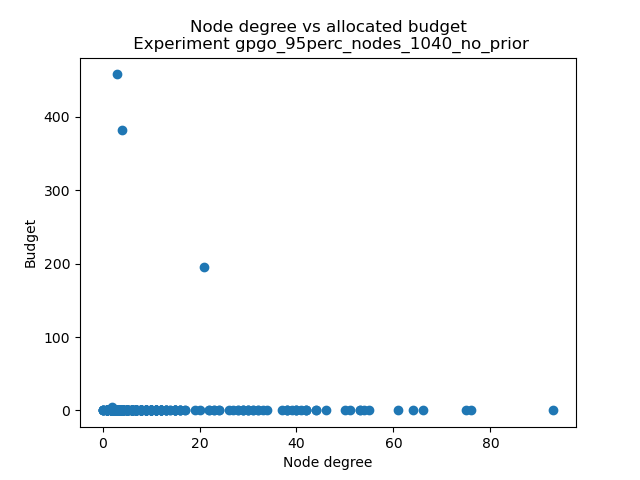 Node degree vs allocated budget
Experiment gpgo_95perc_nodes_1040_no_prior
Budget
400
300
200
100
0
0 20 40 60 80
Node degree